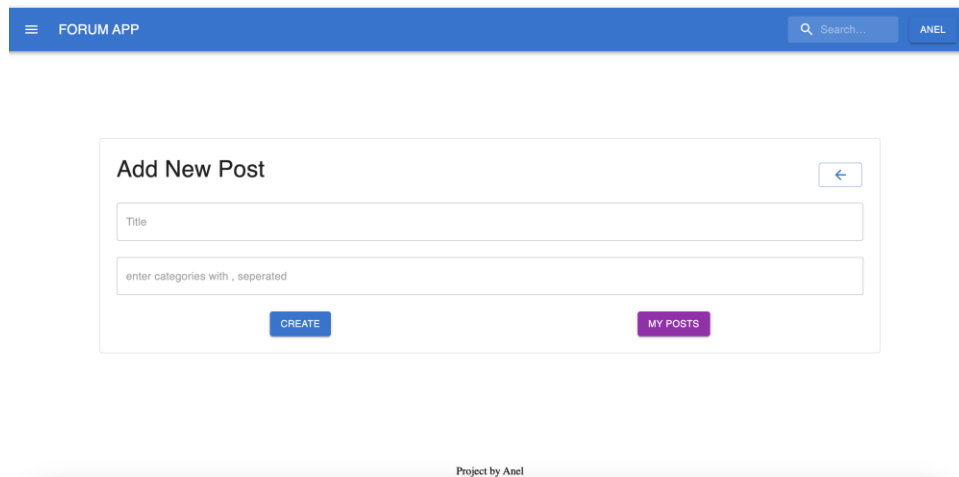 FORUM APP
Search...
ANEL
Add New Post
Title
enter categories with , seperated
CREATE
MY POSTS
Project by Anel